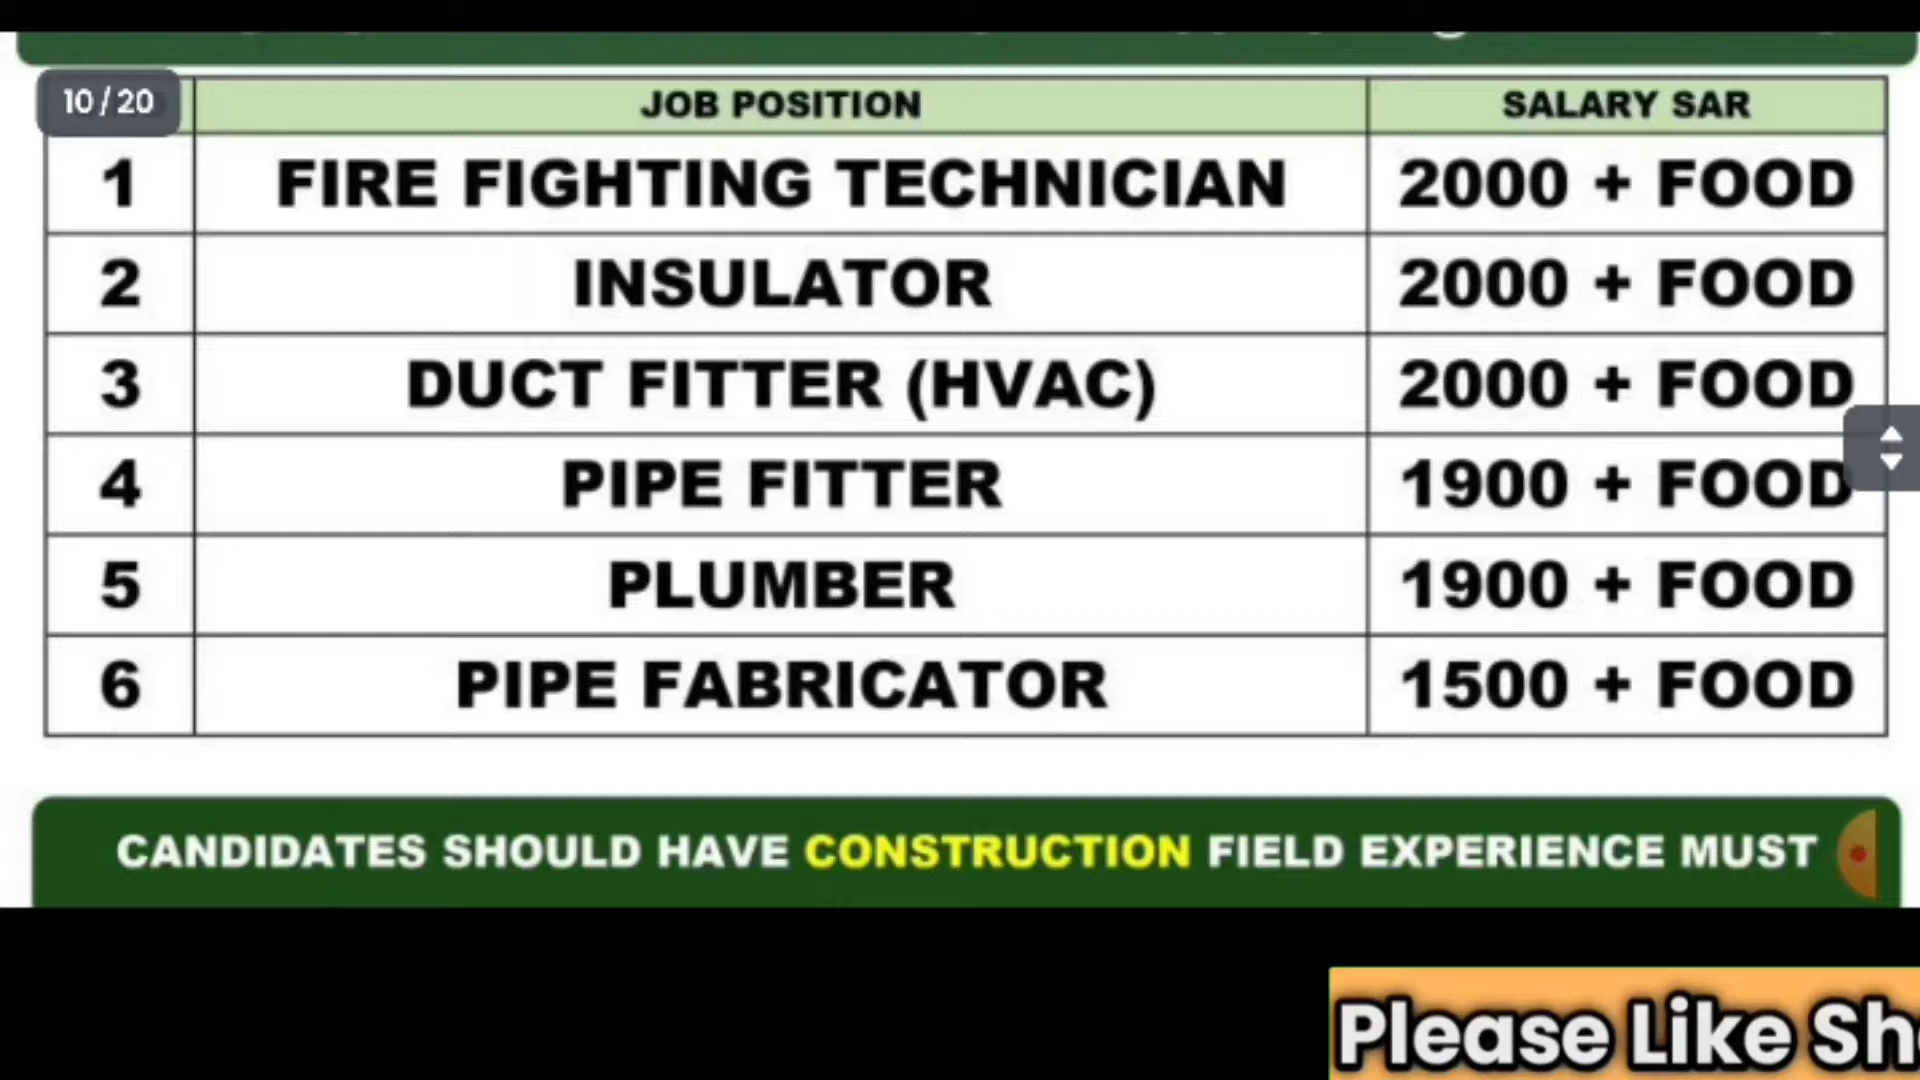 10 / 20
JOB POSITION SALARY SAR
1 FIRE FIGHTING TECHNICIAN 2000 + FOOD
2 INSULATOR 2000 + FOOD
3 DUCT FITTER (HVAC) 2000 + FOOD
4 PIPE FITTER 1900 + FOOD
5 PLUMBER 1900 + FOOD
6 PIPE FABRICATOR 1500 + FOOD
CANDIDATES SHOULD HAVE CONSTRUCTION FIELD EXPERIENCE MUST
Please Like